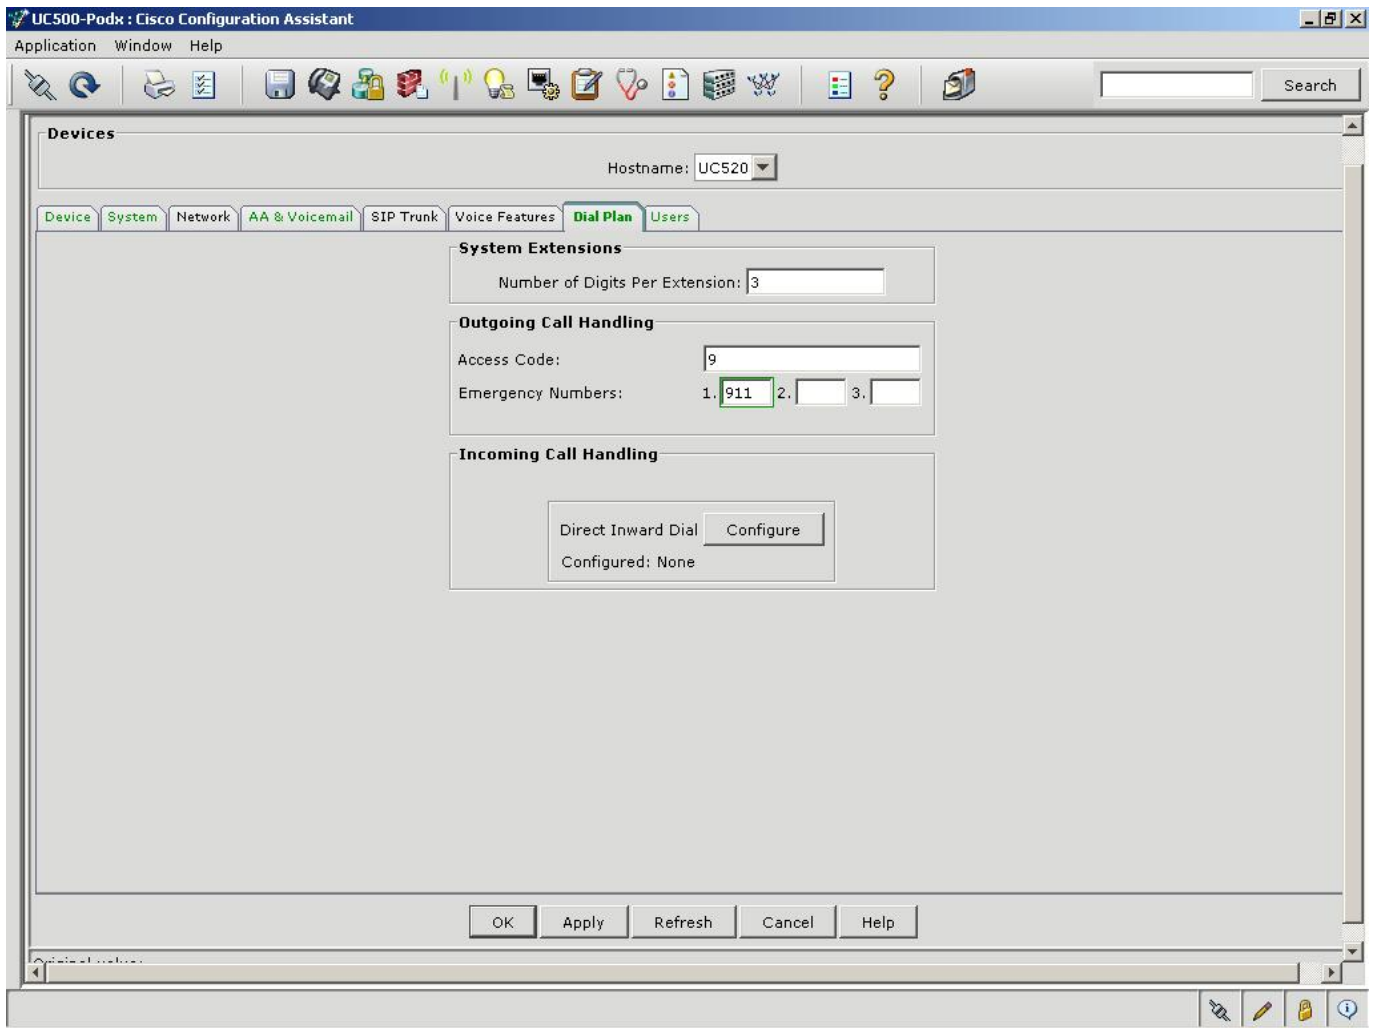 UC500-Podx : Cisco Configuration Assistant
Application Window Help
Search
Devices
Hostname: UC520
Device System Network AA & Voicemail SIP Trunk Voice Features Dial Plan Users
System Extensions
Number of Digits Per Extension: 3
Outgoing Call Handling
Access Code: 9
Emergency Numbers: 1. 911 2. 3.
Incoming Call Handling
Direct Inward Dial Configure
Configured: None
OK Apply Refresh Cancel Help